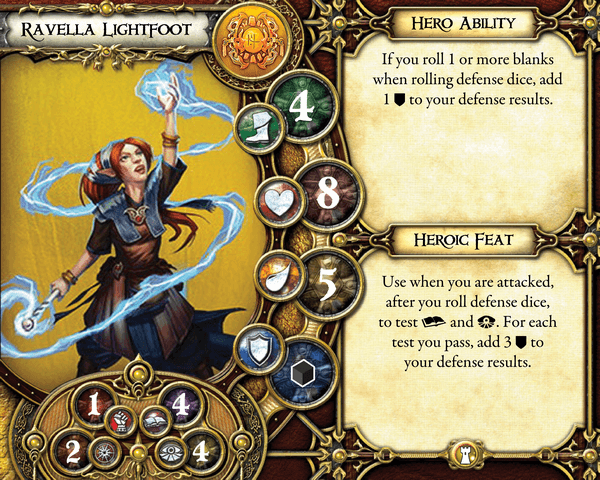 Ravella Lightfoot
4
8
5
1
4
2
4
Hero Ability
If you roll 1 or more blanks
when rolling defense dice, add
1 to your defense results.
Heroic Feat
Use when you are attacked,
after you roll defense dice,
to test and . For each
test you pass, add 3 to
your defense results.